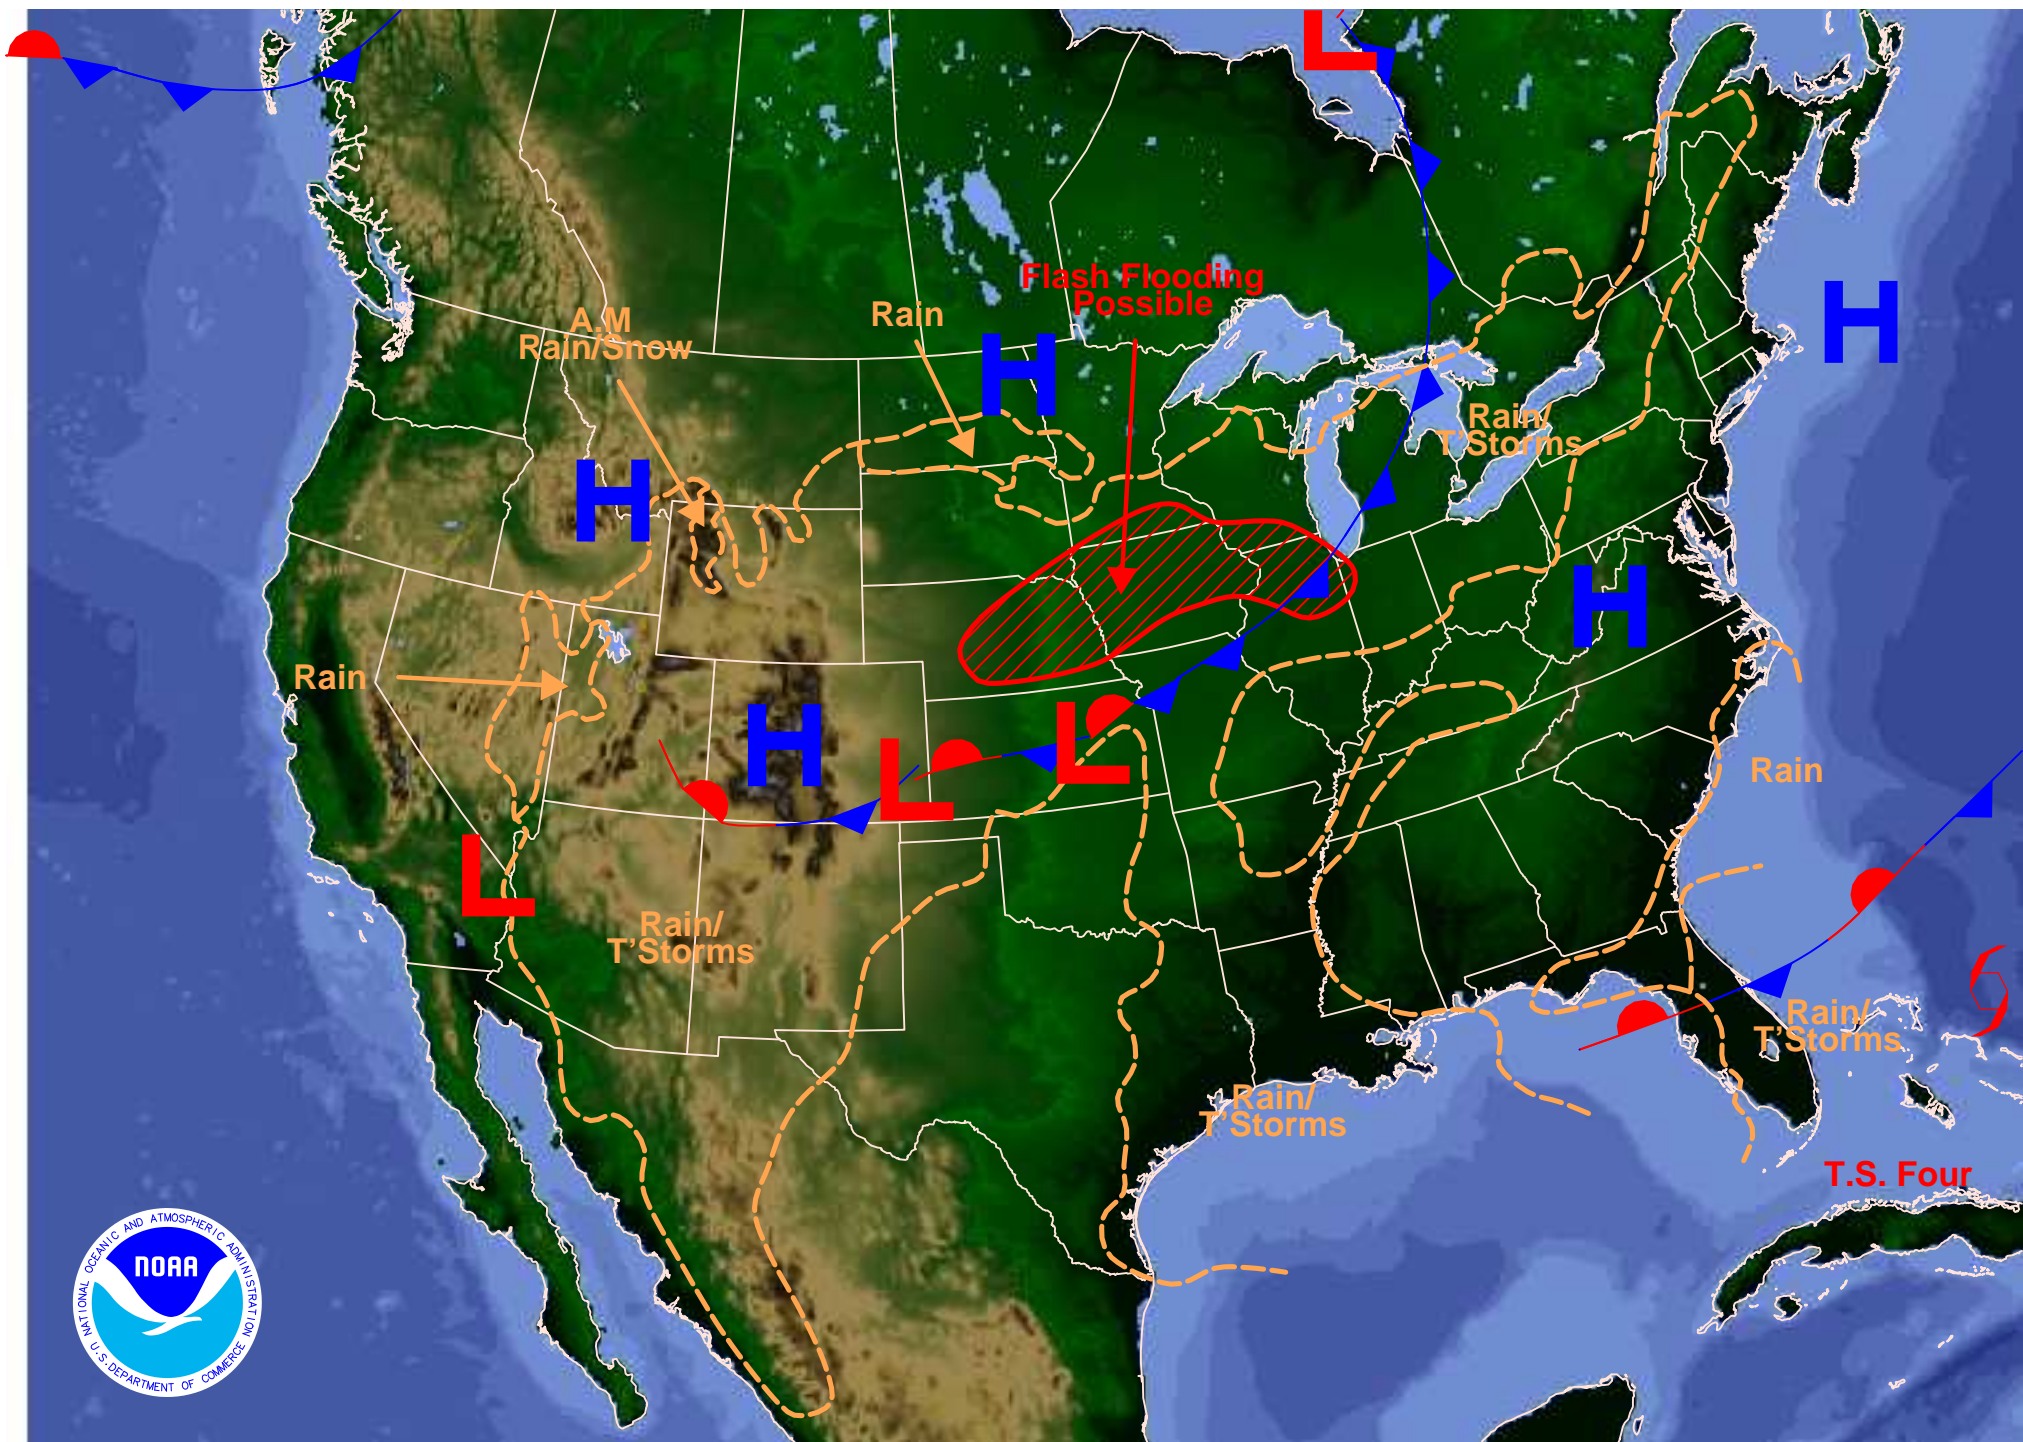 L
Flash Flooding
Possible
Rain
A.M
Rain/Snow
H
H
Rain/
T'Storms
H
H
Rain
H
L
L
Rain
L
Rain/
T'Storms
Rain/
T'Storms
Rain/
T'Storms
T.S. Four
NATIONAL OCEANIC AND ATMOSPHERIC ADMINISTRATION
NOAA
U.S. DEPARTMENT OF COMMERCE